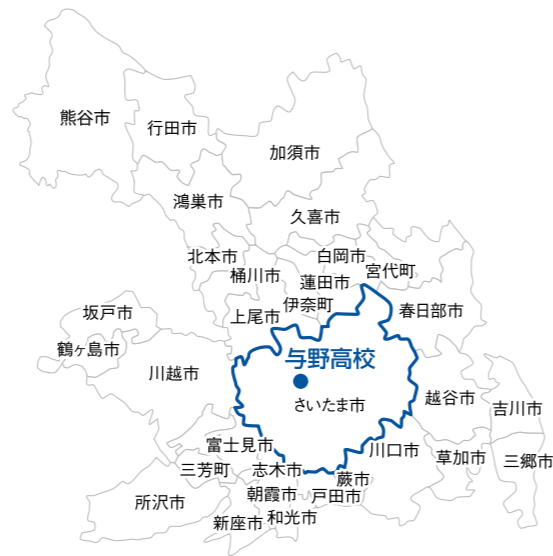 熊谷市
行田市
加須市
鴻巣市
久喜市
北本市
白岡市
桶川市
蓮田市
宮代町
伊奈町
上尾市
春日部市
坂戸市
鶴ヶ島市
川越市
与野高校
さいたま市
越谷市
吉川市
富士見市
川口市
草加市
三郷市
三芳町
志木市
蕨市
所沢市
朝霞市
戸田市
新座市
和光市